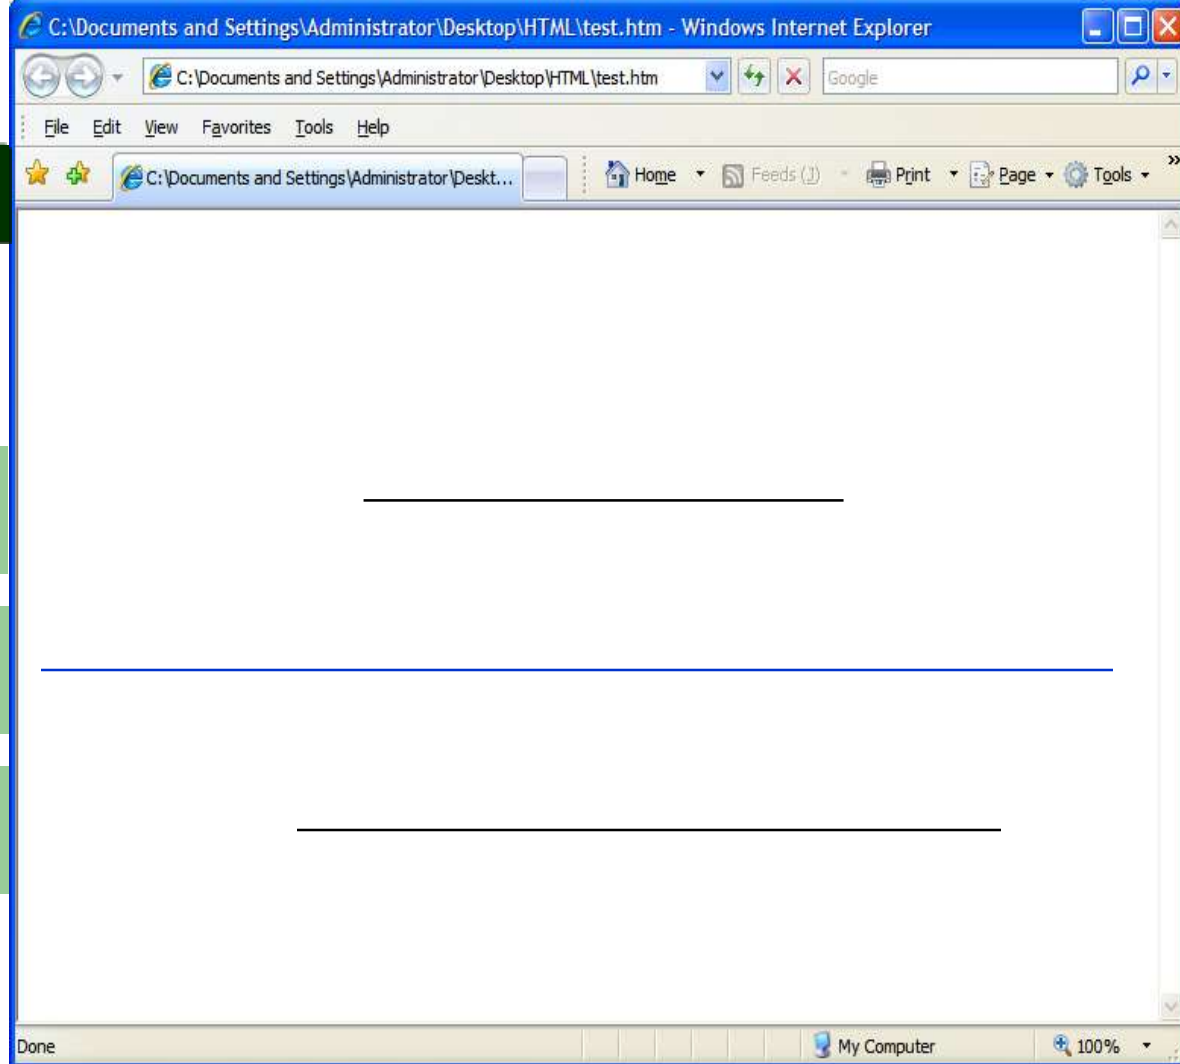 C:\Documents and Settings\Administrator\Desktop\HTML\test.htm - Windows Internet Explorer
C:\Documents and Settings\Administrator\Desktop\HTML\test.htm
Google
File Edit View Favorites Tools Help
C:\Documents and Settings\Administrator\Deskt...
Home Feeds (J) Print Page Tools »
Done My Computer 100%